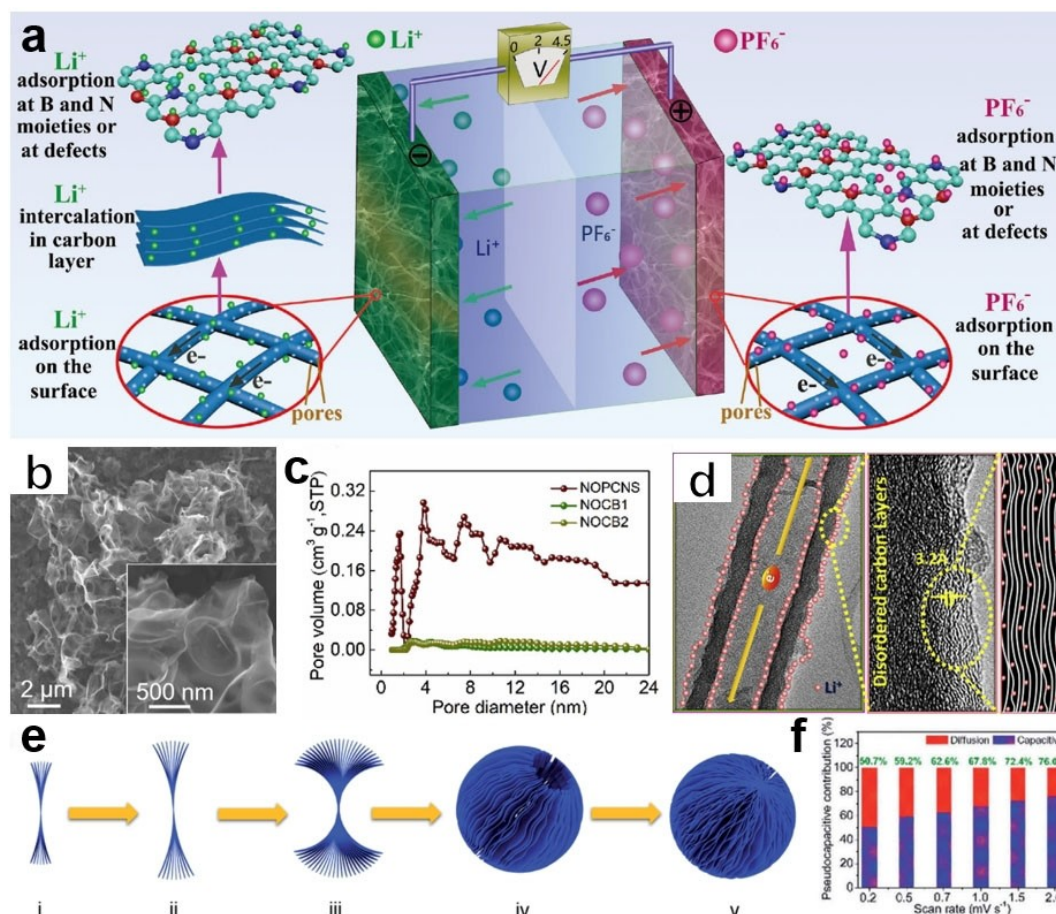 a
Li+
adsorption
at B and N
moieties or
at defects
Li+
intercalation
in carbon
layer
Li+
adsorption
on the
surface
e-
e-
pores
Li+
0 2 4.5
V
PF6-
Li+
PF6-
PF6-
adsorption
at B and N
moieties
or
at defects
PF6-
adsorption
on the
surface
e-
e-
pores
b
2 μm
500 nm
c
Pore volume (cm³ g⁻¹, STP)
0.32
0.24
0.16
0.08
0.00
NOPCNS
NOCB1
NOCB2
0 4 8 12 16 20 24
Pore diameter (nm)
d
e
Li+
Disordered carbon Layers
3.2Å
e
i ii iii iv v
f
Pseudocapacitive contribution (%)
Diffusion Capacitive
120
100
80
60
40
20
0
50.7% 59.2% 62.6% 67.8% 72.4%
0.2 0.5 0.7 1.0 1.5
Scan rate (mV s⁻¹)